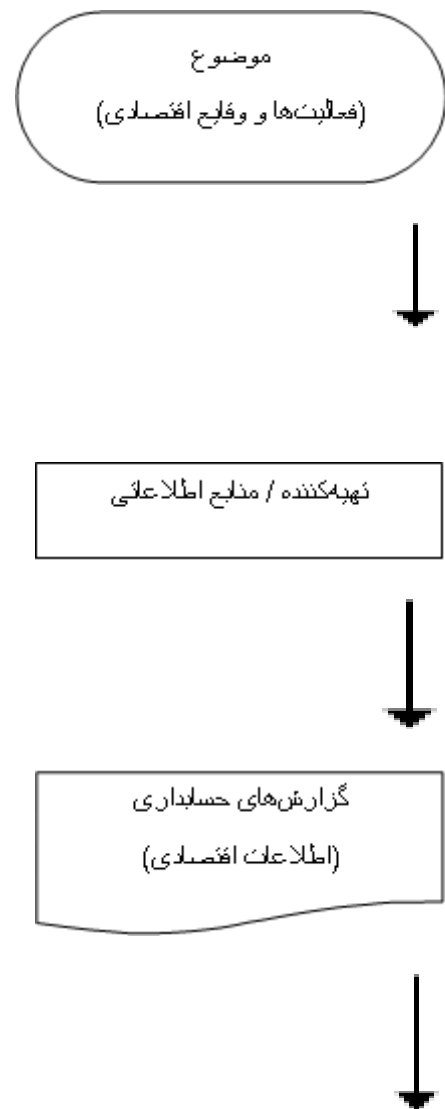 موضوع
(فعالیت‌ها و وقایع اقتصادی)
تهیه‌کننده / منابع اطلاعاتی
گزارش‌های حسابداری
(اطلاعات اقتصادی)